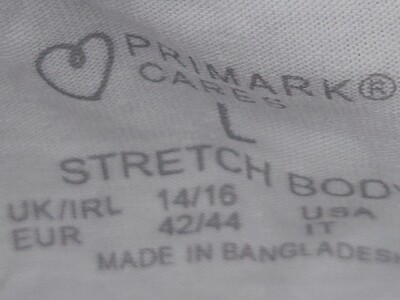 PRIMARK®
CARES
L
STRETCH BODY
UK/IRL 14/16 USA
EUR 42/44 IT
MADE IN BANGLADESH